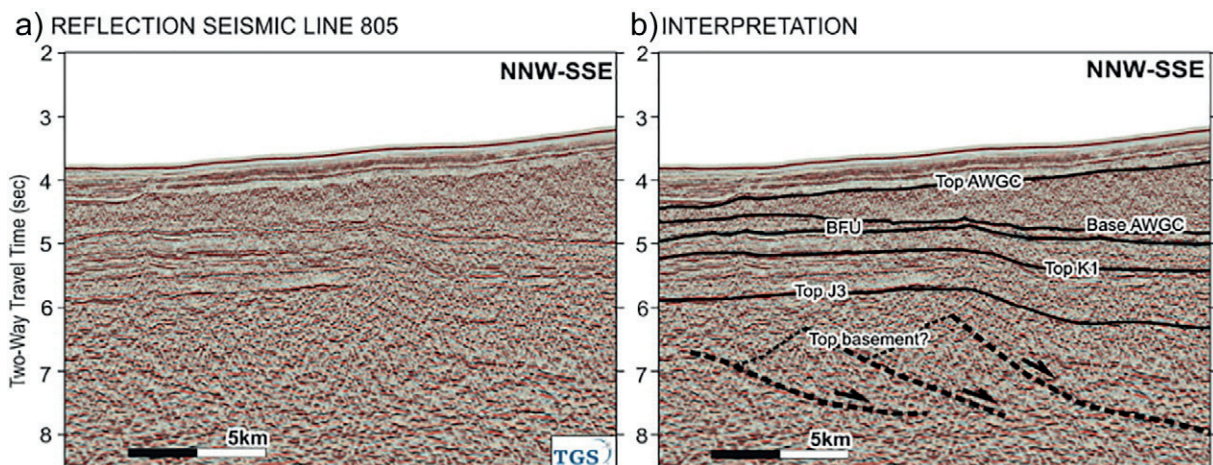 a) REFLECTION SEISMIC LINE 805
b) INTERPRETATION
Two-Way Travel Time (sec)
2
3
4
5
6
7
8
NNW-SSE
5km
TGS
2
3
4
5
6
7
8
NNW-SSE
Top AWGC
BFU
Base AWGC
Top K1
Top J3
Top basement?
5km